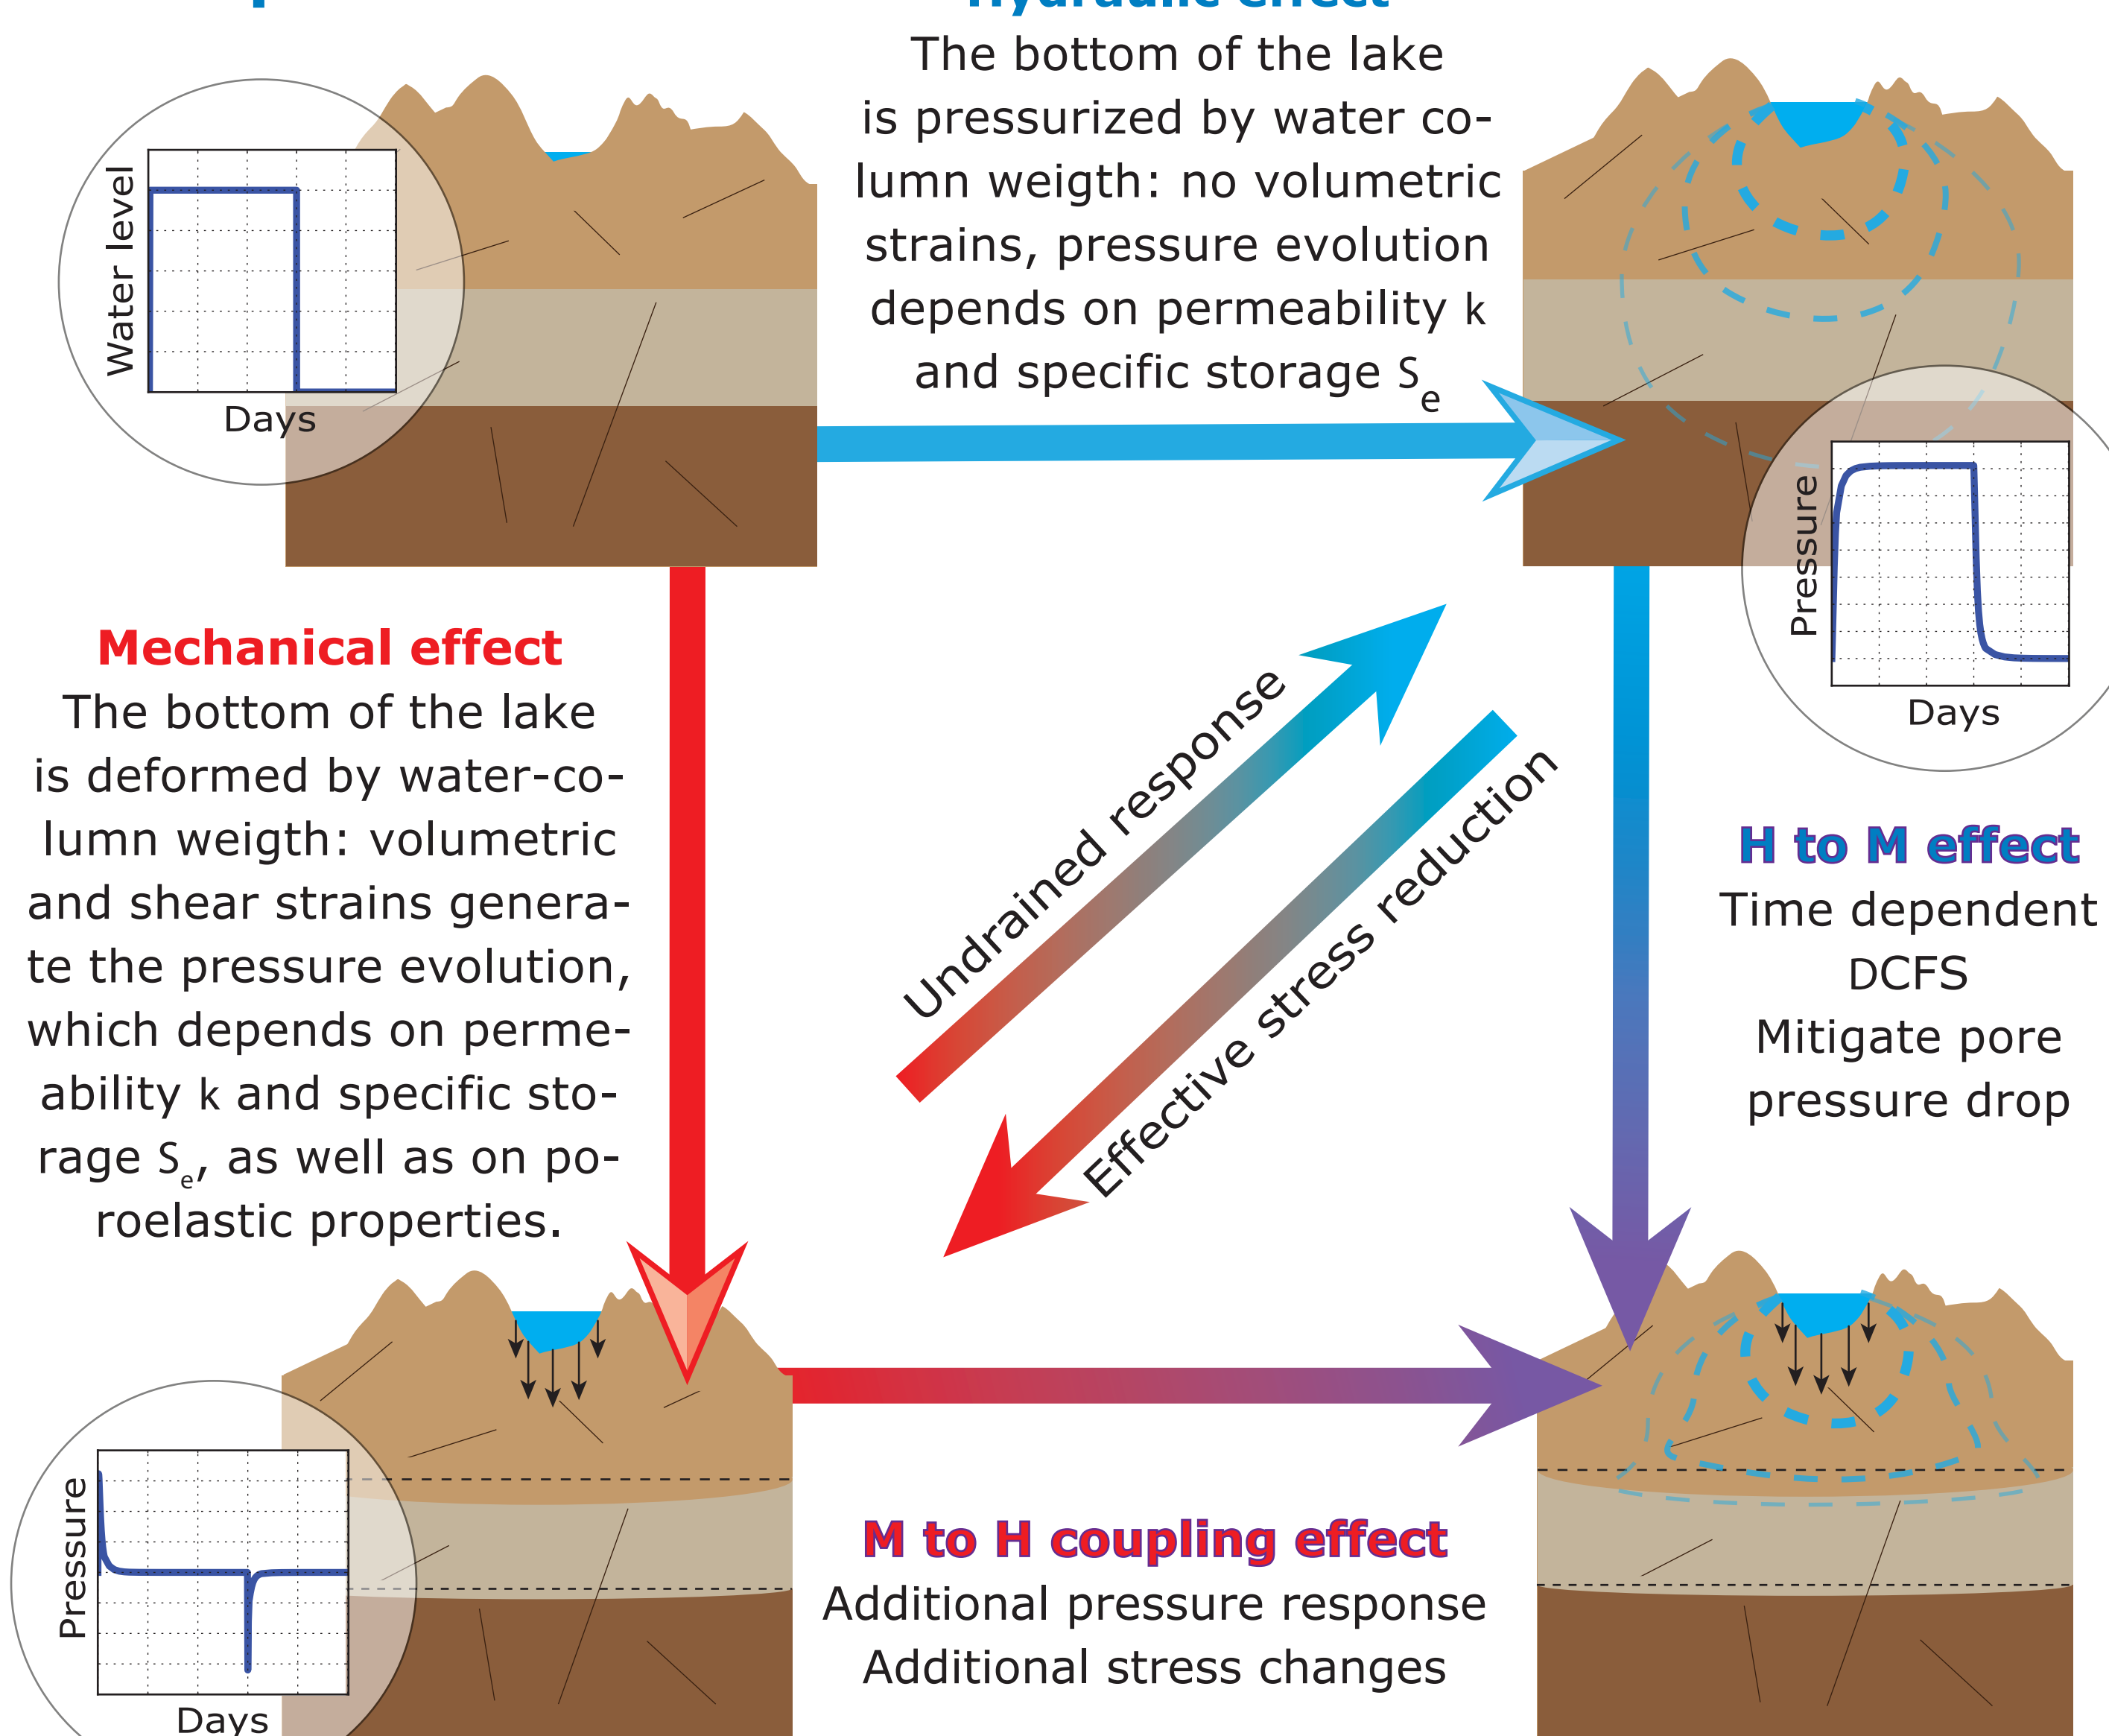 Hydraulic effect
The bottom of the lake
is pressurized by water co-
lumn weigth: no volumetric
strains, pressure evolution
depends on permeability k
and specific storage Se
Water level
Days
Pressure
Days
Mechanical effect
The bottom of the lake
is deformed by water-co-
lumn weigth: volumetric
and shear strains genera-
te the pressure evolution,
which depends on perme-
ability k and specific sto-
rage Se, as well as on po-
roelastic properties.
Undrained response
Effective stress reduction
H to M effect
Time dependent
DCFS
Mitigate pore
pressure drop
Pressure
Days
M to H coupling effect
Additional pressure response
Additional stress changes